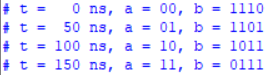 # t =   0 ns, a = 00, b = 1110
# t =  50 ns, a = 01, b = 1101
# t = 100 ns, a = 10, b = 1011
# t = 150 ns, a = 11, b = 0111